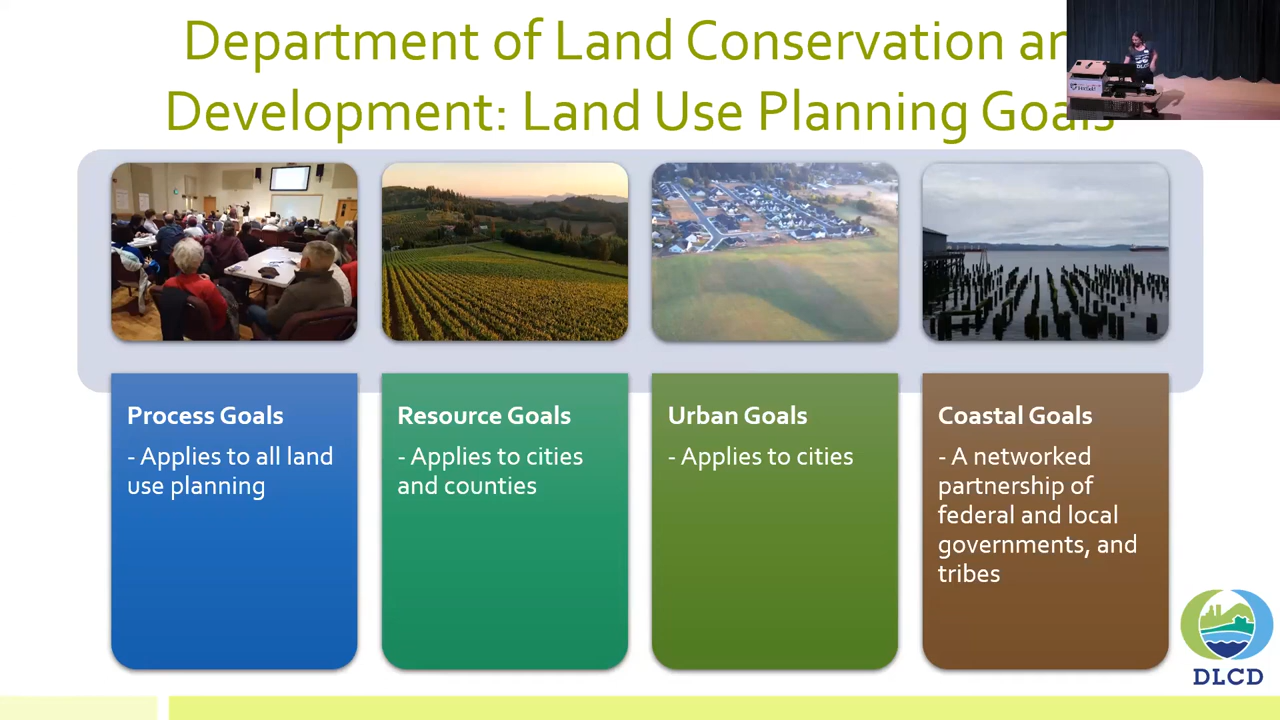 Department of Land Conservation an
Development: Land Use Planning Goals
Process Goals
- Applies to all land
use planning
Resource Goals
- Applies to cities
and counties
Urban Goals
- Applies to cities
Coastal Goals
- A networked
partnership of
federal and local
governments, and
tribes
DLCD